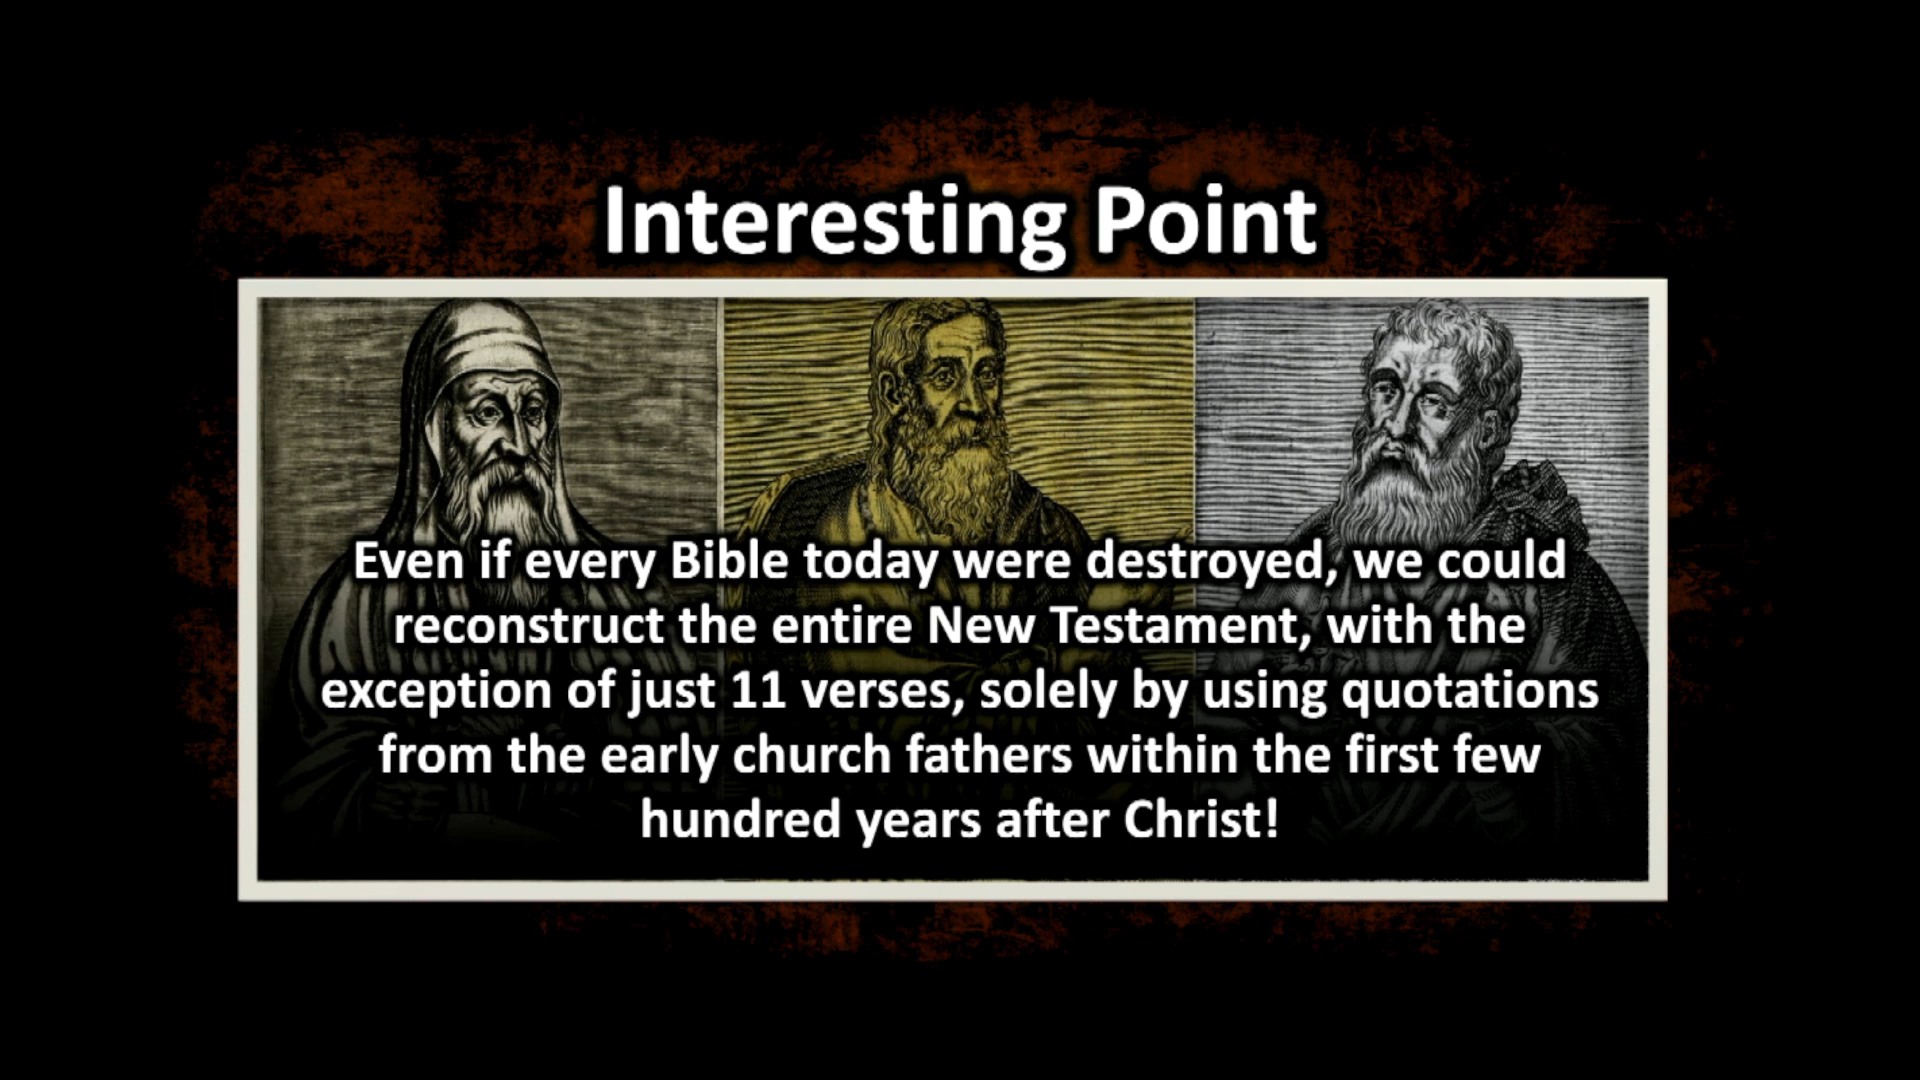 Interesting Point
Even if every Bible today were destroyed, we could
reconstruct the entire New Testament, with the
exception of just 11 verses, solely by using quotations
from the early church fathers within the first few
hundred years after Christ!